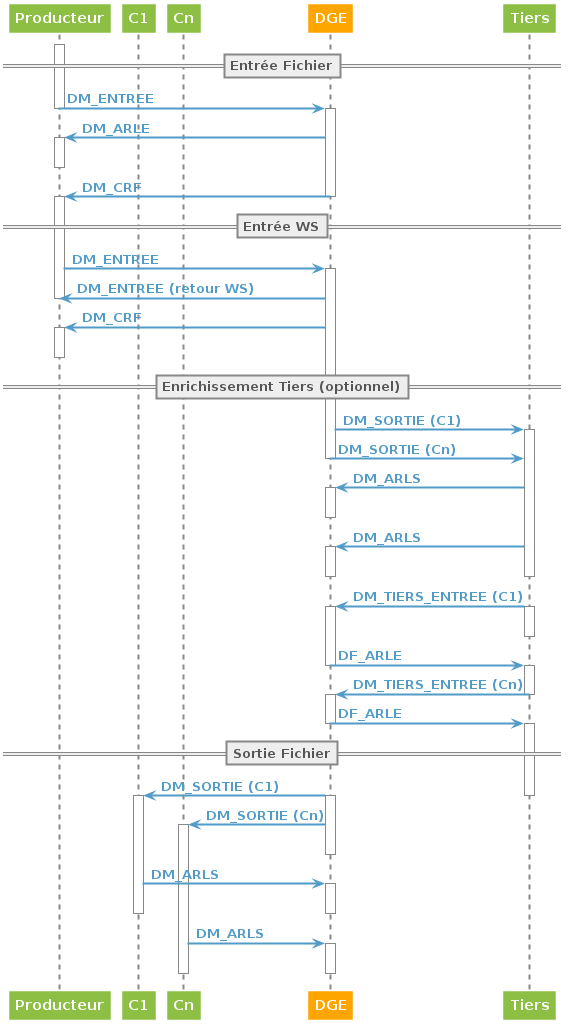 Producteur C1 Cn DGE Tiers
Entrée Fichier
DM_ENTREE
DM_ARLE
DM_CRF
Entrée WS
DM_ENTREE
DM_ENTREE (retour WS)
DM_CRF
Enrichissement Tiers (optionnel)
DM_SORTIE (C1)
DM_SORTIE (Cn)
DM_ARLS
DM_ARLS
DM_TIERS_ENTREE (C1)
DF_ARLE
DM_TIERS_ENTREE (Cn)
DF_ARLE
Sortie Fichier
DM_SORTIE (C1)
DM_SORTIE (Cn)
DM_ARLS
DM_ARLS
Producteur C1 Cn DGE Tiers